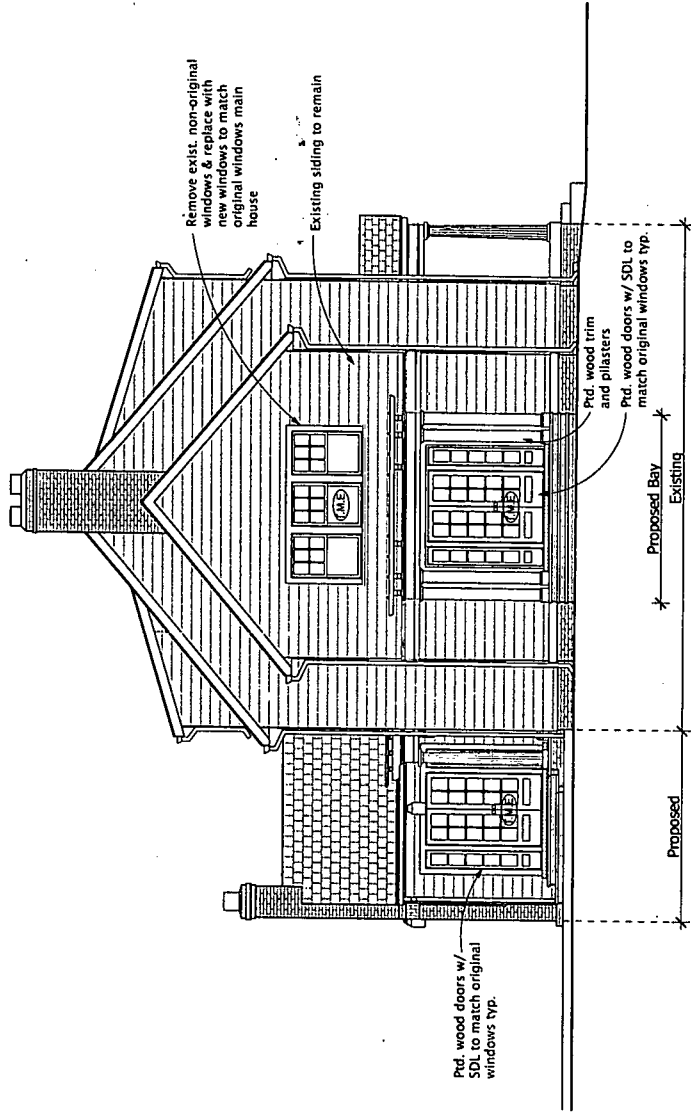 Remove exist. non-original
windows & replace with
new windows to match
original windows main
house
Existing siding to remain
T.M.E
Ptd. wood trim
and pilasters
Ptd. wood doors w/ SDL to
match original windows typ.
T.M.E
T.M.E
Ptd. wood doors w/
SDL to match original
windows typ.
Proposed Bay
Proposed
Existing